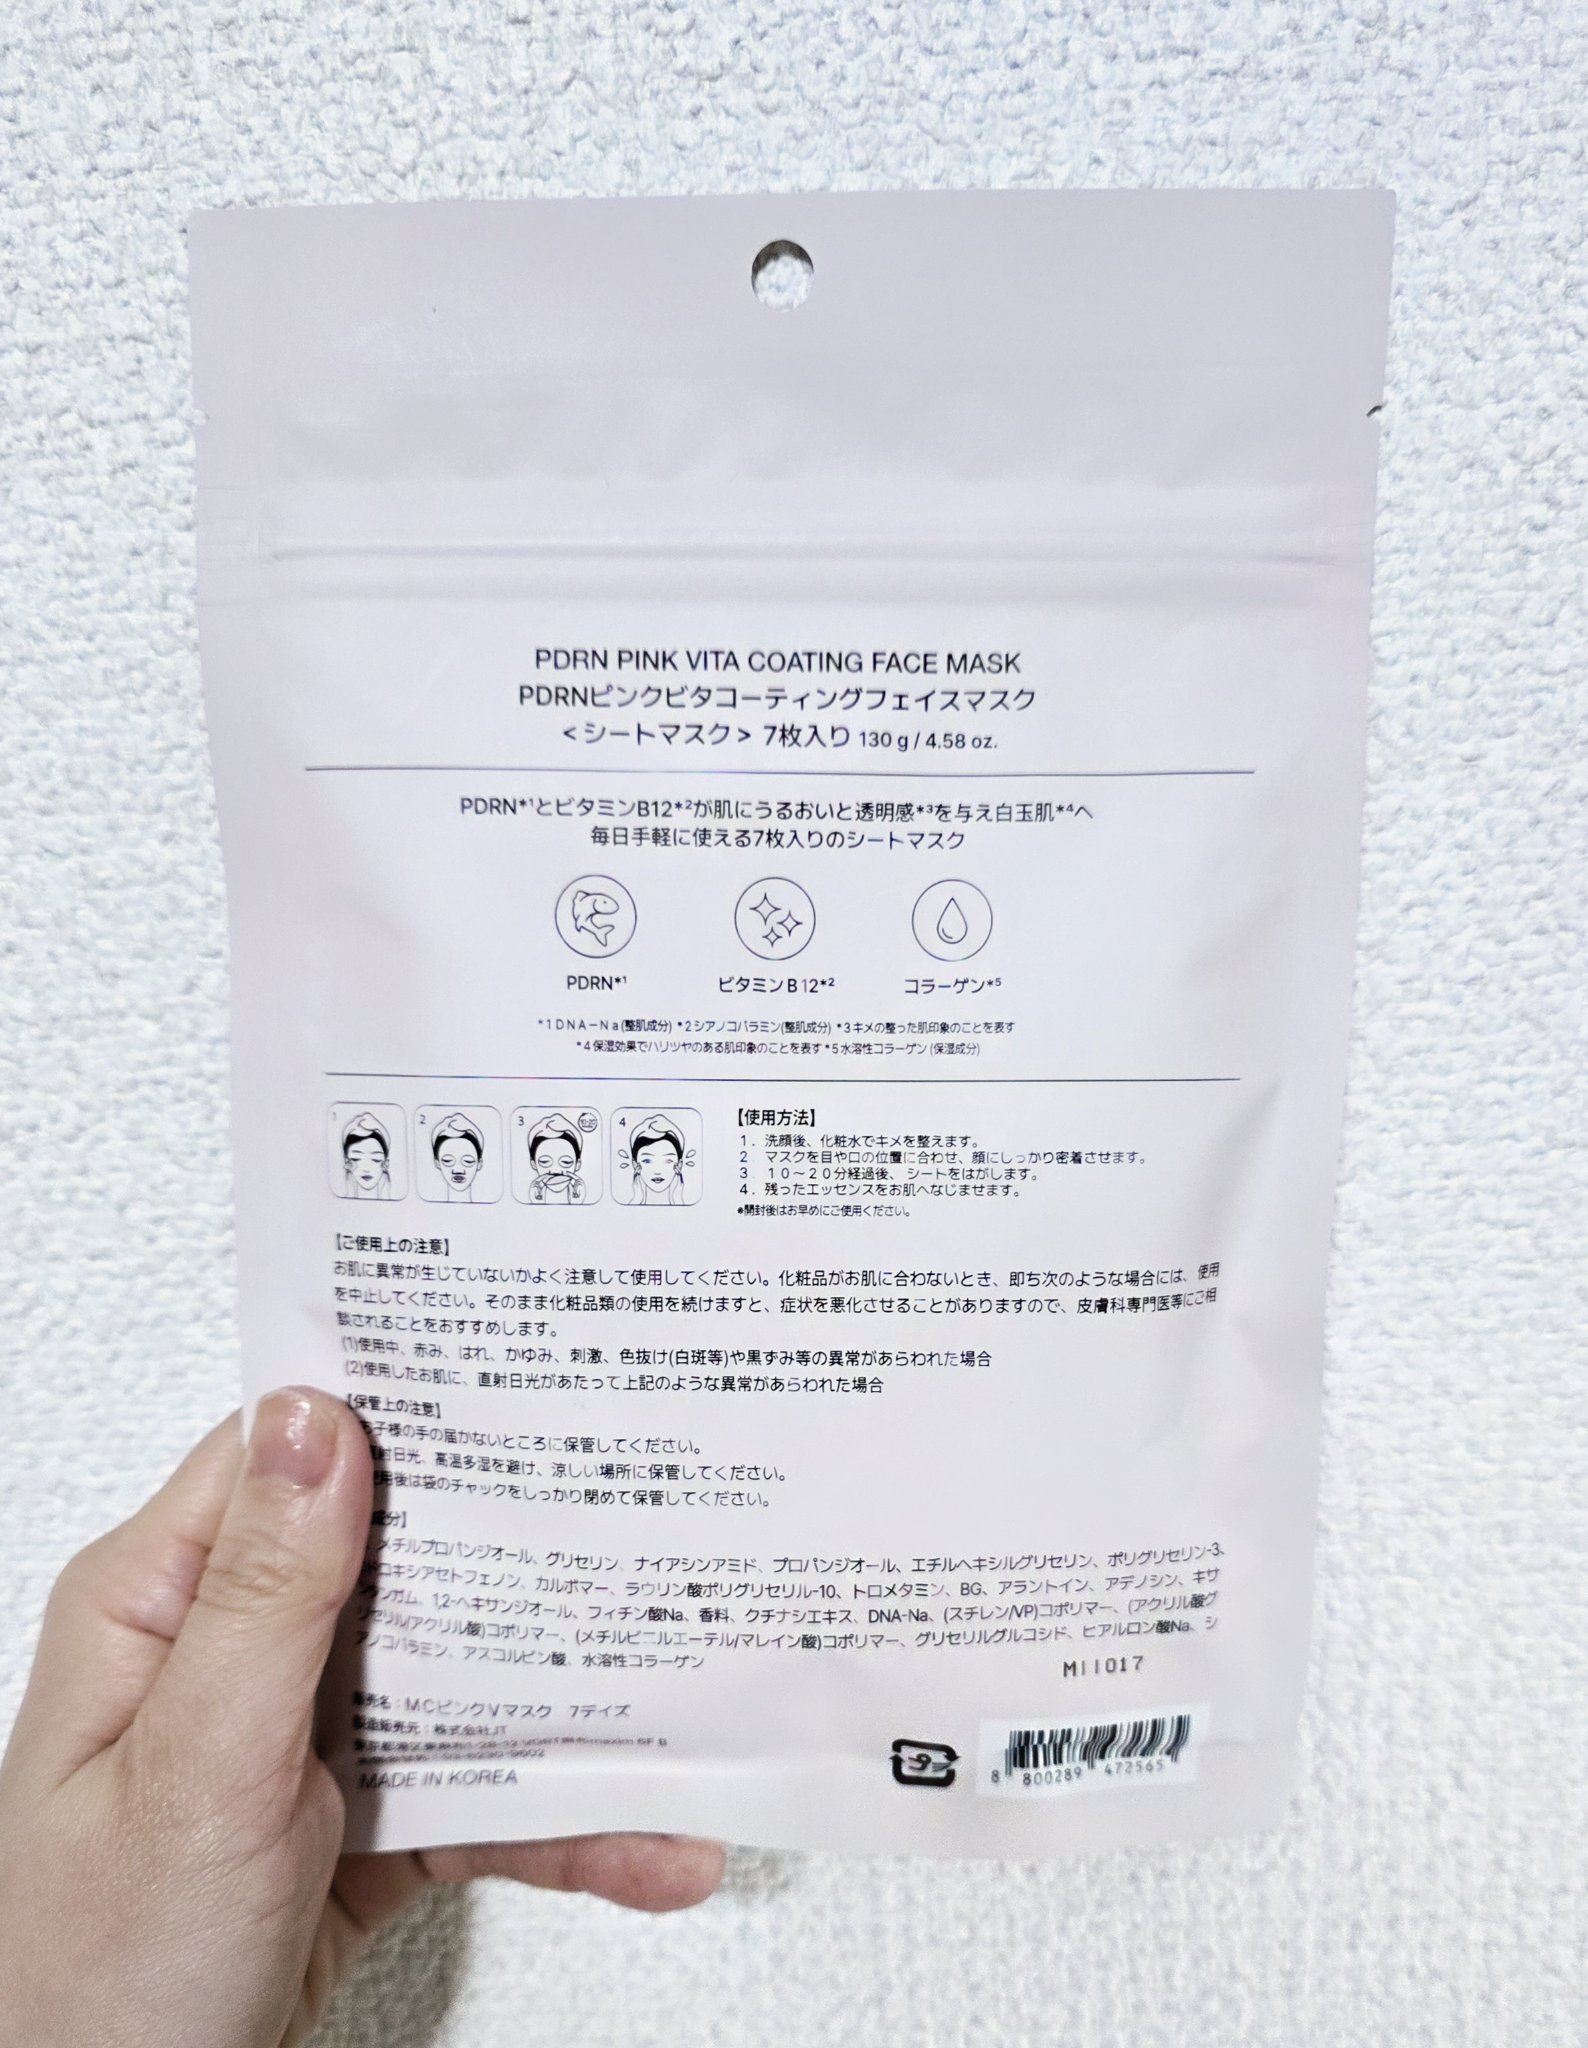 PDRN PINK VITA COATING FACE MASK
PDRNピンクビタコーティングフェイスマスク
<シートマスク> 7枚入り 130 g / 4.58 oz.
PDRN*¹とビタミンB12*²が肌にうるおいと透明感*³を与え白玉肌*⁴へ
毎日手軽に使える7枚入りのシートマスク
PDRN*¹ ビタミンB12*² コラーゲン*⁵
*1DNA-Na(整肌成分) *2シアノコバラミン(整肌成分) *3キメの整った肌印象のことを表す
*4保湿効果でハリツヤのある肌印象のことを表す *5水溶性コラーゲン(保湿成分)
1 2 3 10-20 4
【使用方法】
1. 洗顔後、化粧水でキメを整えます。
2 マスクを目や口の位置に合わせ、顔にしっかり密着させます。
3. 10～20分経過後、シートをはがします。
4. 残ったエッセンスをお肌へなじませます。
*開封後はお早めにご使用ください。
【ご使用上の注意】
お肌に異常が生じていないかよく注意して使用してください。化粧品がお肌に合わないとき、即ち次のような場合には、使用
を中止してください。そのまま化粧品類の使用を続けますと、症状を悪化させることがありますので、皮膚科専門医等にご相
談されることをおすすめします。
(1)使用中、赤み、はれ、かゆみ、刺激、色抜け(白斑等)や黒ずみ等の異常があらわれた場合
(2)使用したお肌に、直射日光があたって上記のような異常があらわれた場合
【保管上の注意】
お子様の手の届かないところに保管してください。
射日光、高温多湿を避け、涼しい場所に保管してください。
用後は袋のチャックをしっかり閉めて保管してください。
成分】
メチルプロパンジオール、グリセリン、ナイアシンアミド、プロパンジオール、エチルヘキシルグリセリン、ポリグリセリン-3、
ドロキシアセトフェノン、カルボマー、ラウリン酸ポリグリセリル-10、トロメタミン、BG、アラントイン、アデノシン、キサ
ンタンガム、1,2-ヘキサンジオール、フィチン酸Na、香料、クチナシエキス、DNA-Na、(スチレン/VP)コポリマー、(アクリル酸グ
リセリル/アクリル酸)コポリマー、(メチルビニルエーテル/マレイン酸)コポリマー、グリセリルグルコシド、ヒアルロン酸Na、シ
アノコバラミン、アスコルビン酸、水溶性コラーゲン
M11017
販売名：MCピンクVマスク 7デイズ
製造販売元：株式会社JT
MADE IN KOREA
8 800289 472565